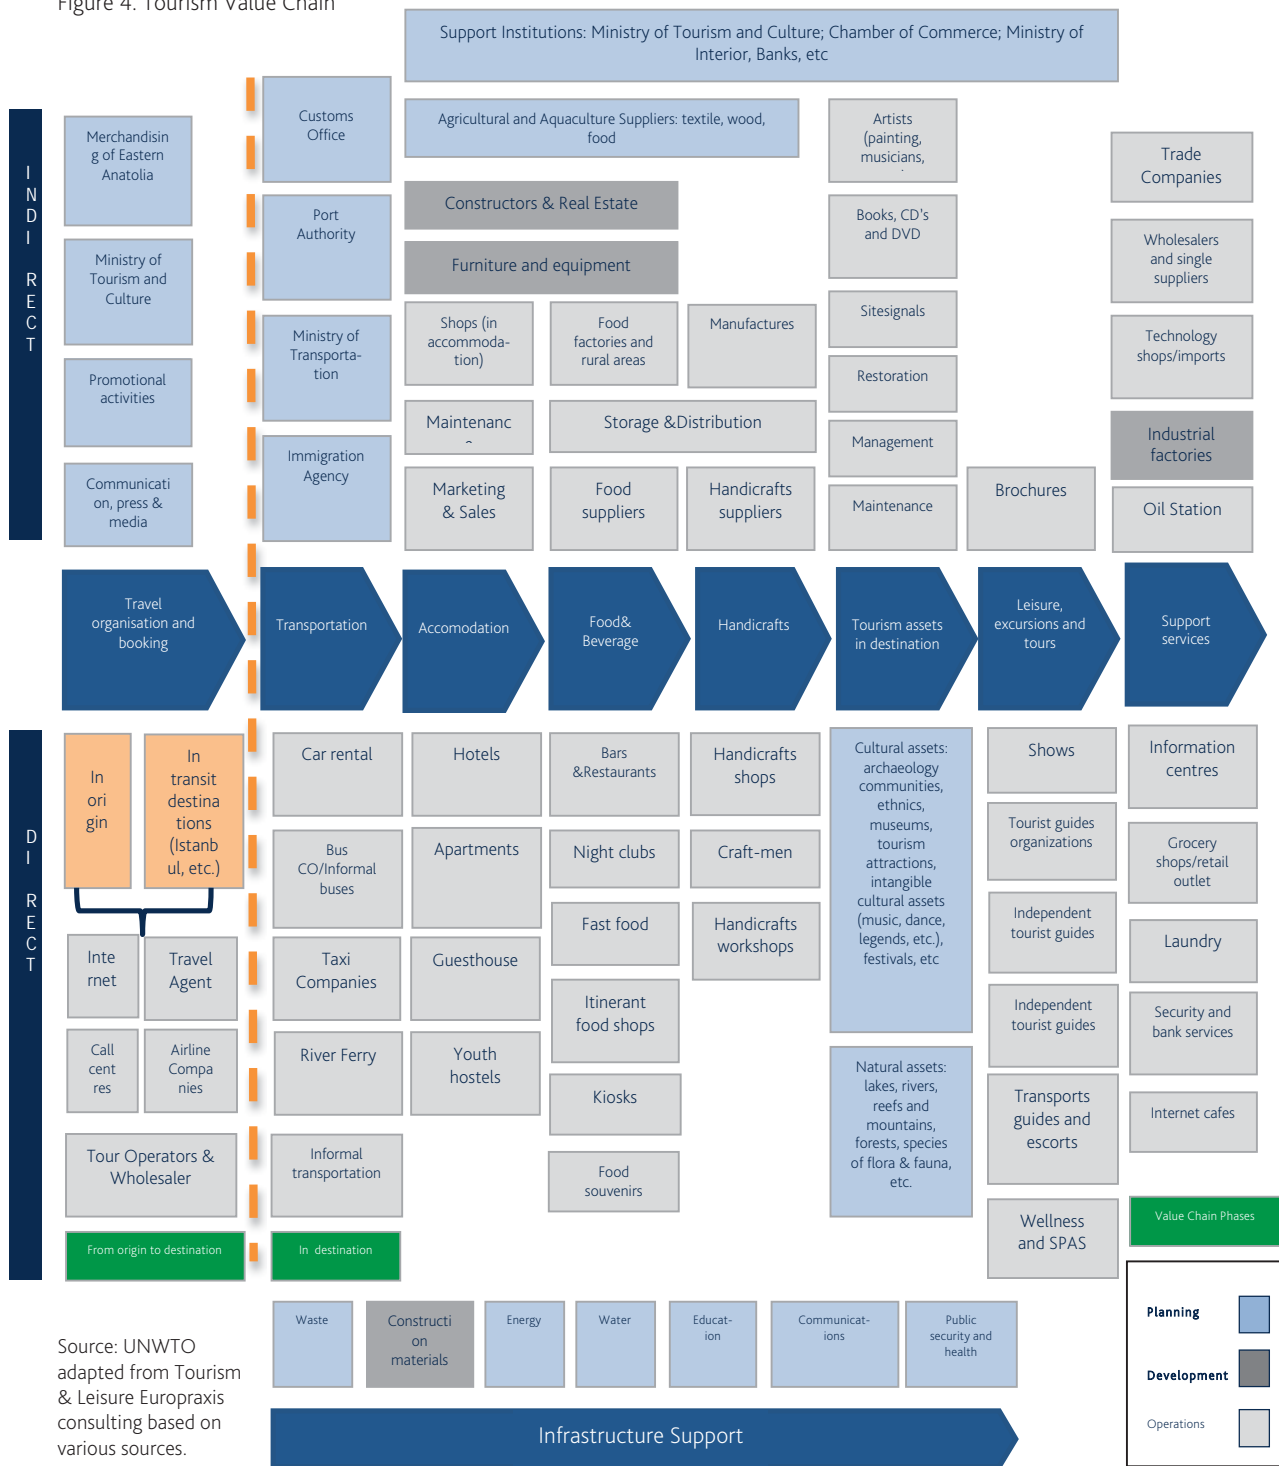 Figure 4. Tourism Value Chain
Support Institutions: Ministry of Tourism and Culture; Chamber of Commerce; Ministry of
Interior, Banks, etc
INDIRECT
Merchandisin
g of Eastern
Anatolia
Ministry of
Tourism and
Culture
Promotional
activities
Communicati
on, press &
media
Customs
Office
Port
Authority
Ministry of
Transporta-
tion
Immigration
Agency
Agricultural and Aquaculture Suppliers: textile, wood,
food
Constructors & Real Estate
Furniture and equipment
Shops (in
accommoda-
tion)
Food
factories and
rural areas
Manufactures
Maintenanc
Storage &Distribution
Marketing
& Sales
Food
suppliers
Handicrafts
suppliers
Artists
(painting,
musicians,
Books, CD's
and DVD
Sitesignals
Restoration
Management
Maintenance
Brochures
Trade
Companies
Wholesalers
and single
suppliers
Technology
shops/imports
Industrial
factories
Oil Station
Travel
organisation and
booking
Transportation
Accomodation
Food&
Beverage
Handicrafts
Tourism assets
in destination
Leisure,
excursions and
tours
Support
services
DIRECT
In
ori
gin
In
transit
destina
tions
(Istanb
ul, etc.)
Inte
rnet
Travel
Agent
Call
cent
res
Airline
Compa
nies
Tour Operators &
Wholesaler
From origin to destination
Car rental
Bus
CO/Informal
buses
Taxi
Companies
River Ferry
Informal
transportation
In destination
Hotels
Apartments
Guesthouse
Youth
hostels
Bars
&Restaurants
Night clubs
Fast food
Itinerant
food shops
Kiosks
Food
souvenirs
Handicrafts
shops
Craft-men
Handicrafts
workshops
Cultural assets:
archaeology
communities,
ethnics,
museums,
tourism
attractions,
intangible
cultural assets
(music, dance,
legends, etc.),
festivals, etc
Natural assets:
lakes, rivers,
reefs and
mountains,
forests, species
of flora & fauna,
etc.
Shows
Tourist guides
organizations
Independent
tourist guides
Independent
tourist guides
Transports
guides and
escorts
Wellness
and SPAS
Information
centres
Grocery
shops/retail
outlet
Laundry
Security and
bank services
Internet cafes
Value Chain Phases
Planning
Development
Operations
Waste
Constructi
on
materials
Energy
Water
Educat-
ion
Communicat-
ions
Public
security and
health
Infrastructure Support
Source: UNWTO
adapted from Tourism
& Leisure Europraxis
consulting based on
various sources.